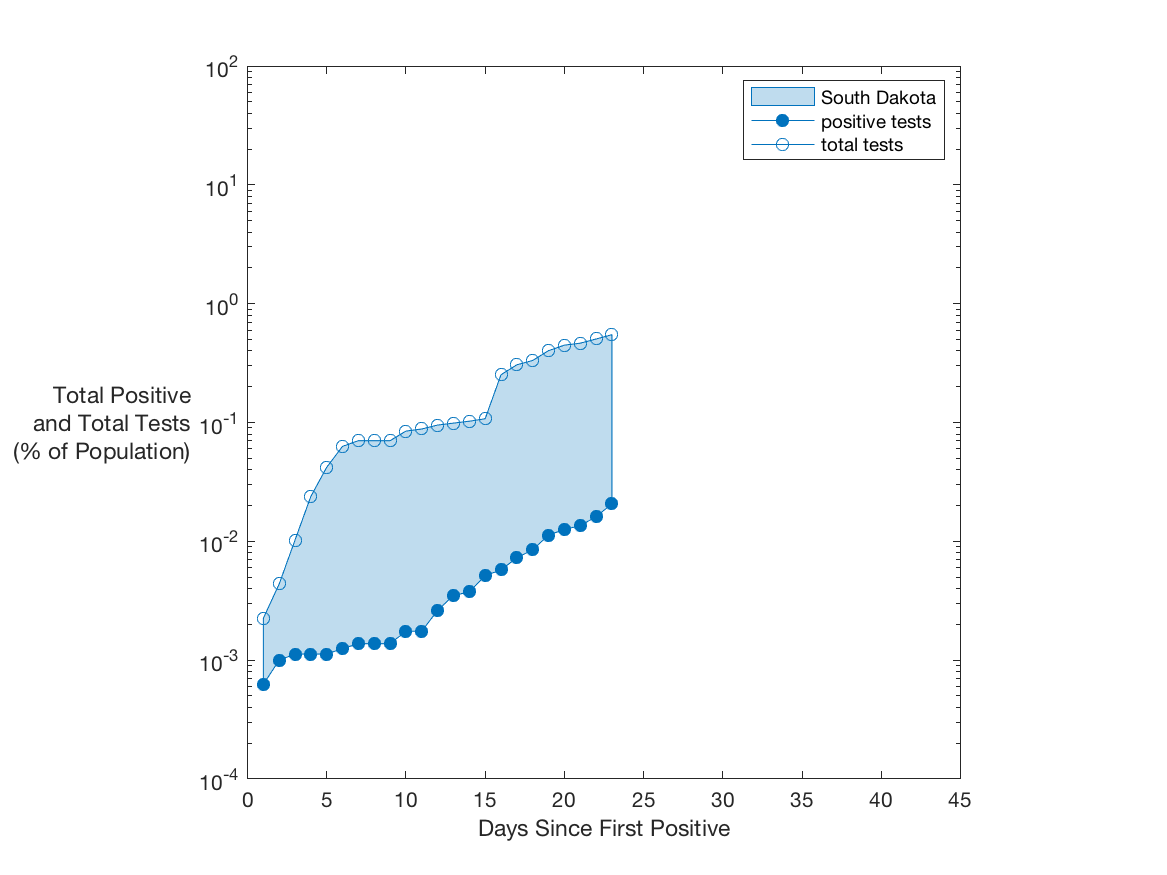 10^2
10^1
10^0
10^-1
10^-2
10^-3
10^-4
Total Positive
and Total Tests
(% of Population)
South Dakota
positive tests
total tests
0 5 10 15 20 25 30 35 40 45
Days Since First Positive